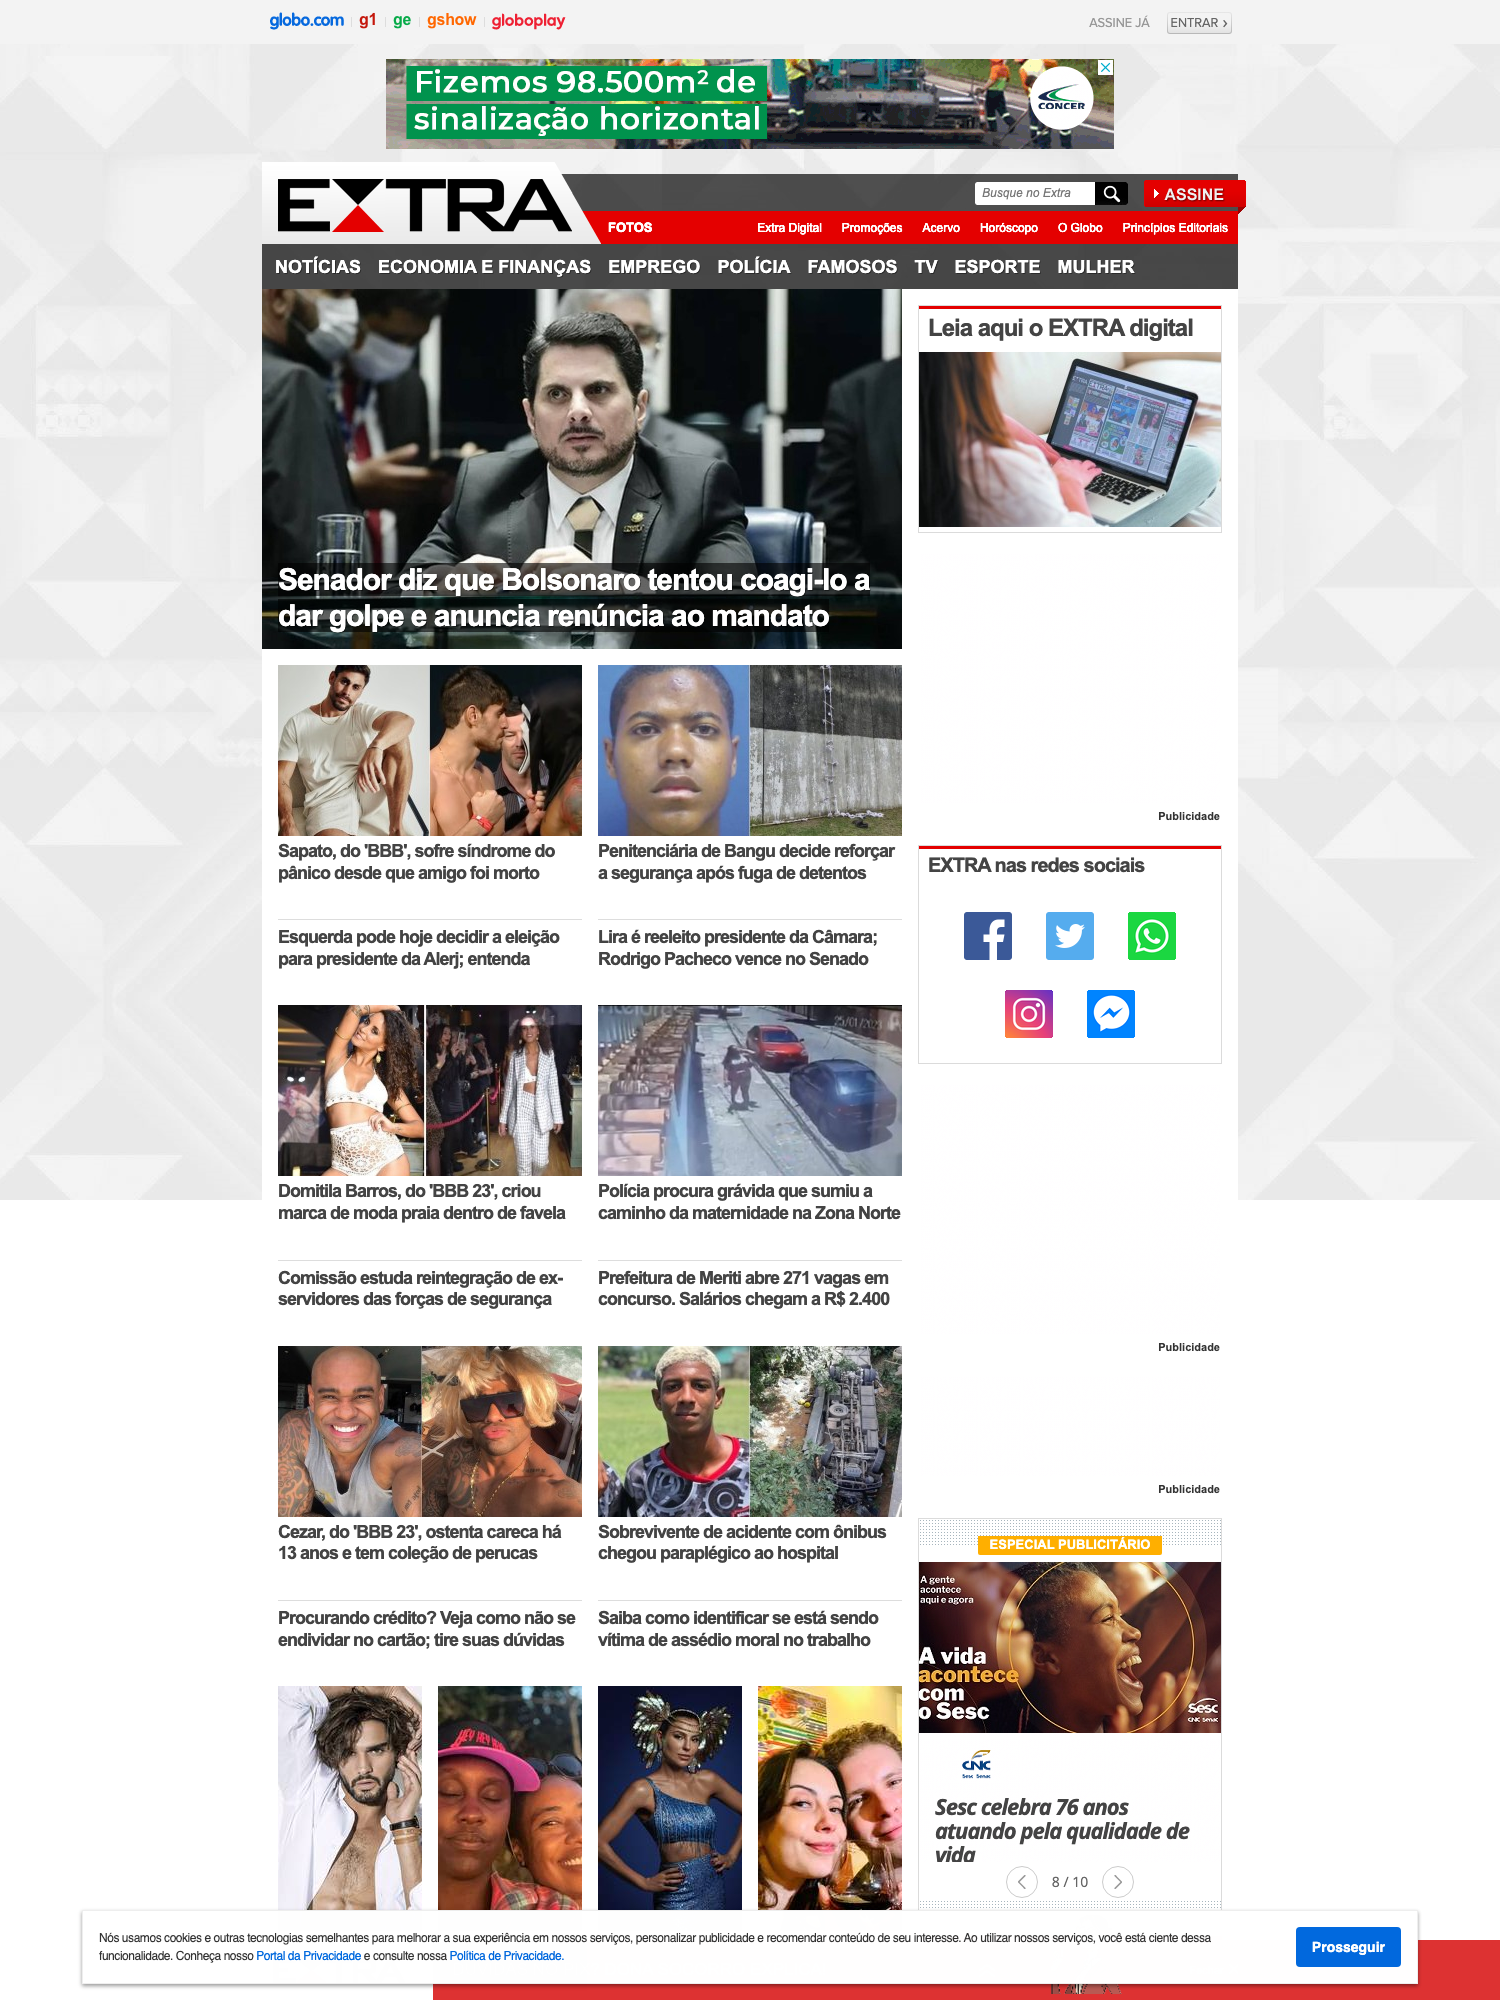 globo.com g1 ge gshow globoplay
ASSINE JÁ ENTRAR ›
Fizemos 98.500m² de
sinalização horizontal
CONCER
EXTRA
Busque no Extra
ASSINE
FOTOS
Extra Digital Promoções Acervo Horóscopo O Globo Princípios Editoriais
NOTÍCIAS ECONOMIA E FINANÇAS EMPREGO POLÍCIA FAMOSOS TV ESPORTE MULHER
Senador diz que Bolsonaro tentou coagi-lo a
dar golpe e anuncia renúncia ao mandato
Leia aqui o EXTRA digital
Sapato, do 'BBB', sofre síndrome do
pânico desde que amigo foi morto
Penitenciária de Bangu decide reforçar
a segurança após fuga de detentos
Publicidade
Esquerda pode hoje decidir a eleição
para presidente da Alerj; entenda
Lira é reeleito presidente da Câmara;
Rodrigo Pacheco vence no Senado
EXTRA nas redes sociais
Domitila Barros, do 'BBB 23', criou
marca de moda praia dentro de favela
Polícia procura grávida que sumiu a
caminho da maternidade na Zona Norte
Comissão estuda reintegração de ex-
servidores das forças de segurança
Prefeitura de Meriti abre 271 vagas em
concurso. Salários chegam a R$ 2.400
Publicidade
Cezar, do 'BBB 23', ostenta careca há
13 anos e tem coleção de perucas
Sobrevivente de acidente com ônibus
chegou paraplégico ao hospital
Publicidade
Procurando crédito? Veja como não se
endividar no cartão; tire suas dúvidas
Saiba como identificar se está sendo
vítima de assédio moral no trabalho
ESPECIAL PUBLICITÁRIO
A gente
acontece
aqui e agora
A vida
acontece
com
o Sesc
Sesc
CNC Senac
CNC
Sesc Senac
Sesc celebra 76 anos
atuando pela qualidade de
vida
8 / 10
Nós usamos cookies e outras tecnologias semelhantes para melhorar a sua experiência em nossos serviços, personalizar publicidade e recomendar conteúdo de seu interesse. Ao utilizar nossos serviços, você está ciente dessa
funcionalidade. Conheça nosso Portal da Privacidade e consulte nossa Política de Privacidade.
Prosseguir